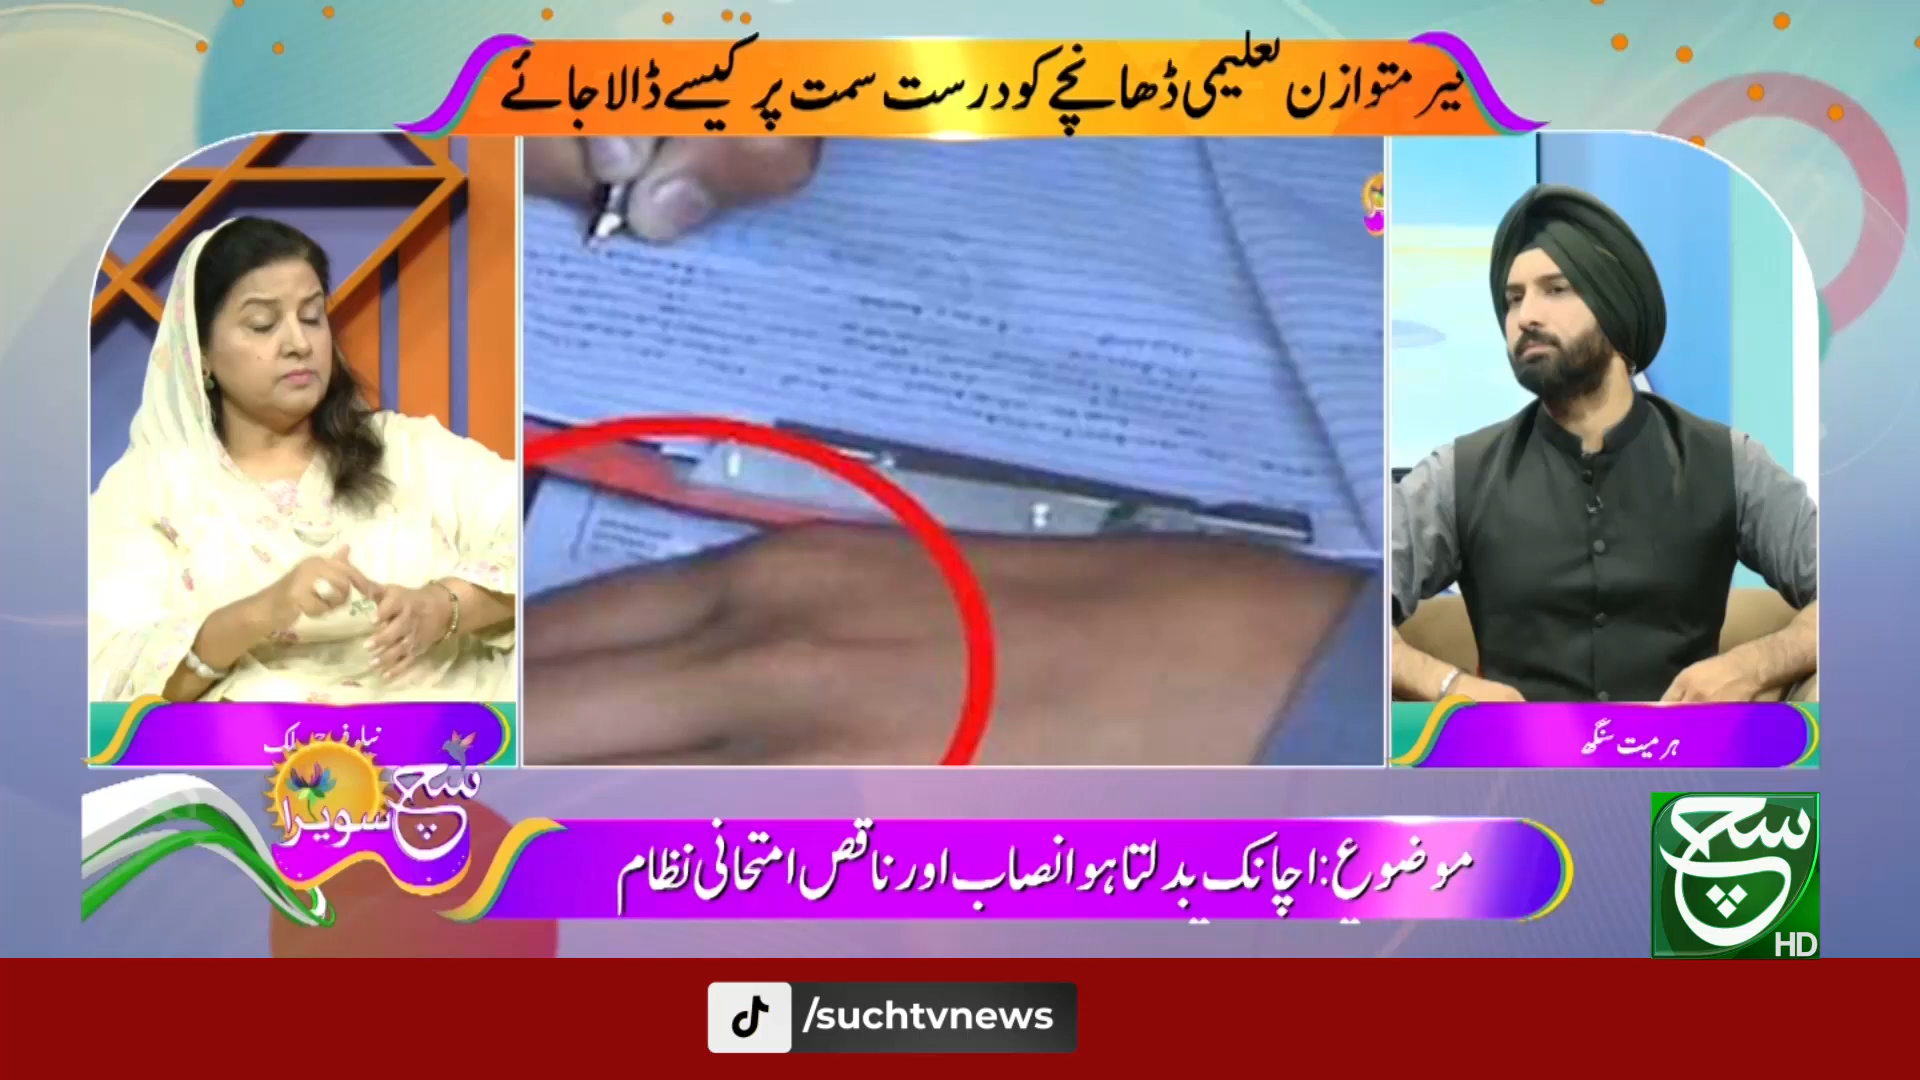 غیر متوازن تعلیمی ڈھانچے کو درست سمت پر کیسے ڈالا جائے
ہرمیت سنگھ
سچ سویرا
موضوع: اچانک بدلتا ہوا نصاب اور ناقص امتحانی نظام
سچ
HD
/suchtvnews